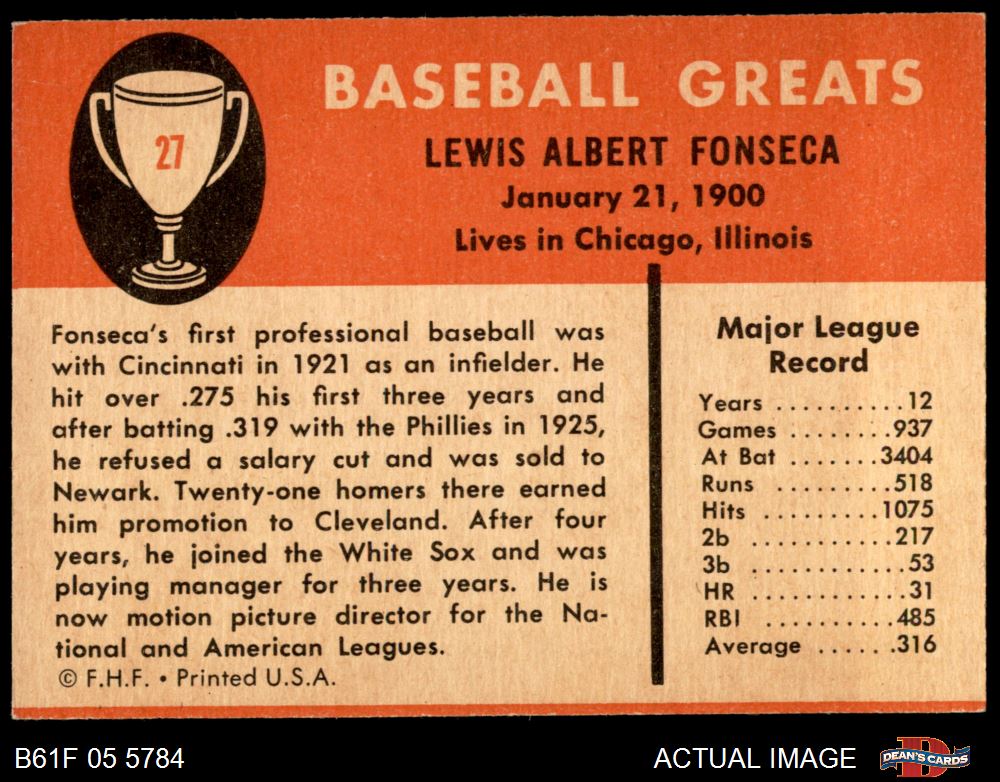 27
BASEBALL GREATS
LEWIS ALBERT FONSECA
January 21, 1900
Lives in Chicago, Illinois
Fonseca's first professional baseball was
with Cincinnati in 1921 as an infielder. He
hit over .275 his first three years and
after batting .319 with the Phillies in 1925,
he refused a salary cut and was sold to
Newark. Twenty-one homers there earned
him promotion to Cleveland. After four
years, he joined the White Sox and was
playing manager for three years. He is
now motion picture director for the Na-
tional and American Leagues.
© F.H.F. • Printed U.S.A.
Major League
Record
Years ..........12
Games ........937
At Bat .......3404
Runs .........518
Hits .........1075
2b ...........217
3b ............53
HR ............31
RBI ..........485
Average ......316
B61F 05 5784
ACTUAL IMAGE
D
DEAN'S CARDS